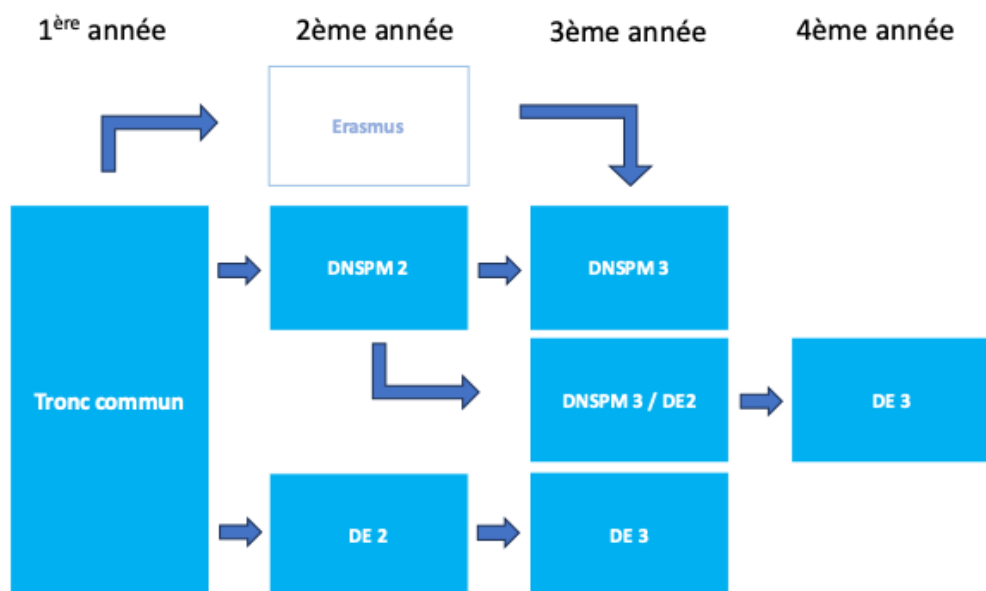 1ère année
2ème année
3ème année
4ème année
Erasmus
DNSPM 2
DNSPM 3
Tronc commun
DNSPM 3 / DE2
DE 3
DE 2
DE 3